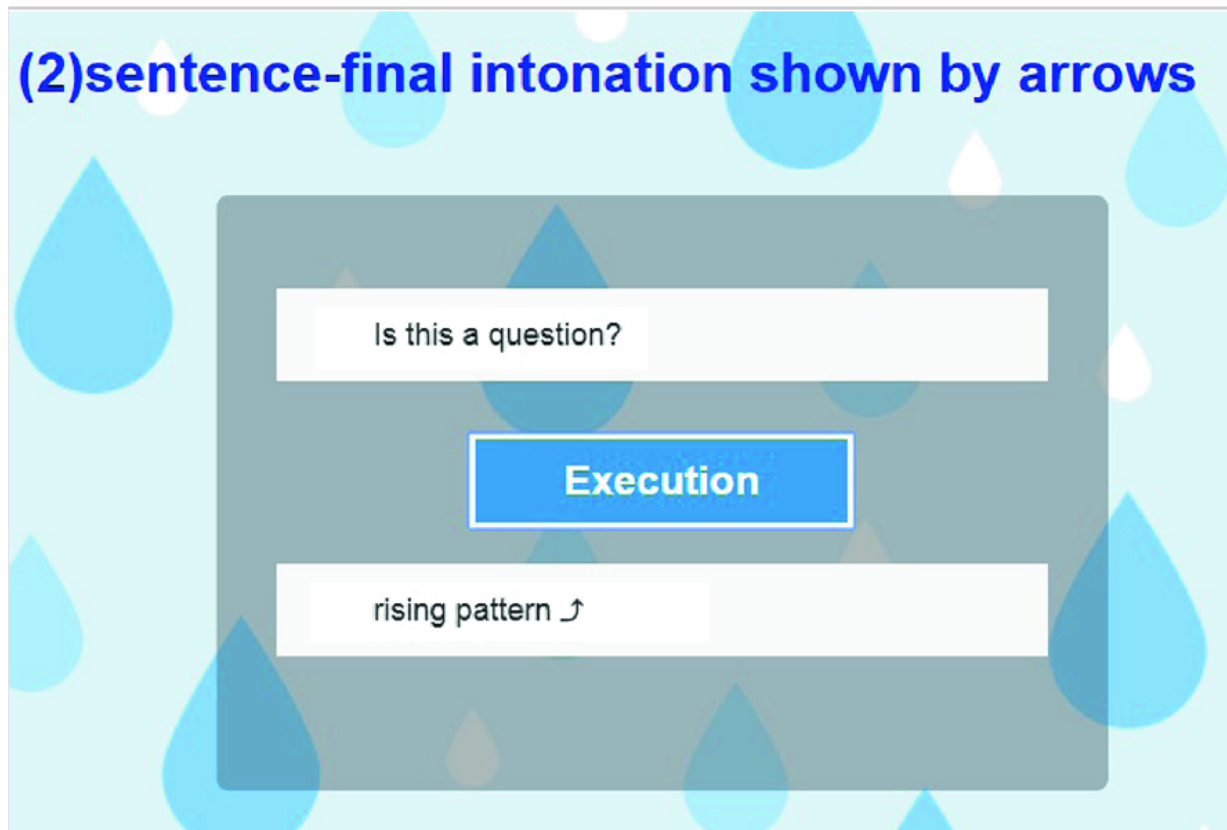 (2)sentence-final intonation shown by arrows
Is this a question?
Execution
rising pattern ⤴